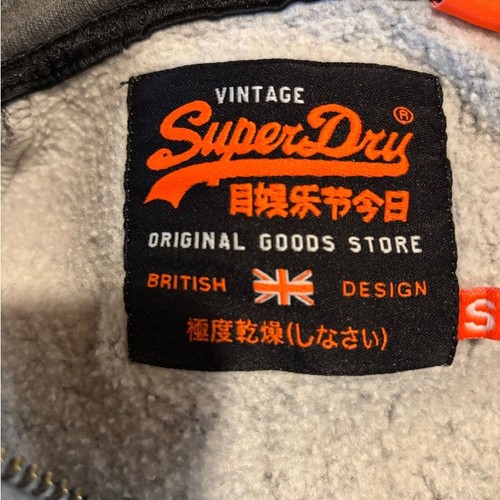 VINTAGE
SuperDry®
目娱乐节今日
ORIGINAL GOODS STORE
BRITISH DESIGN
極度乾燥(しなさい)
S